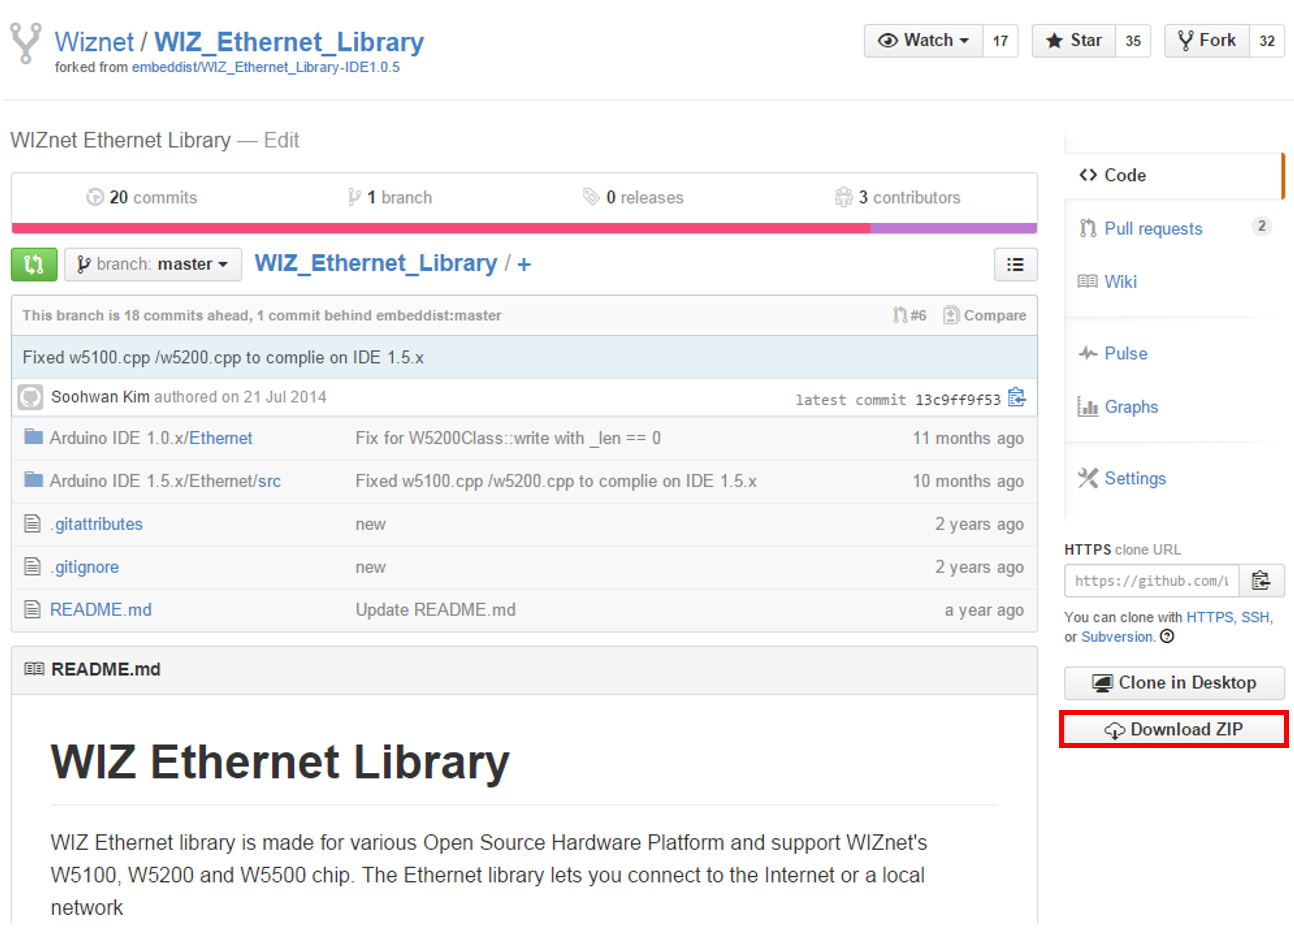 Wiznet / WIZ_Ethernet_Library
forked from embeddist/WIZ_Ethernet_Library-IDE1.0.5
Watch 17 Star 35 Fork 32
WIZnet Ethernet Library — Edit
20 commits 1 branch 0 releases 3 contributors
branch: master WIZ_Ethernet_Library / +
This branch is 18 commits ahead, 1 commit behind embeddist:master #6 Compare
Fixed w5100.cpp /w5200.cpp to complie on IDE 1.5.x
Soohwan Kim authored on 21 Jul 2014 latest commit 13c9ff9f53
Arduino IDE 1.0.x/Ethernet Fix for W5200Class::write with _len == 0 11 months ago
Arduino IDE 1.5.x/Ethernet/src Fixed w5100.cpp /w5200.cpp to complie on IDE 1.5.x 10 months ago
.gitattributes new 2 years ago
.gitignore new 2 years ago
README.md Update README.md a year ago
README.md
WIZ Ethernet Library
WIZ Ethernet library is made for various Open Source Hardware Platform and support WIZnet's
W5100, W5200 and W5500 chip. The Ethernet library lets you connect to the Internet or a local
network
<> Code
Pull requests 2
Wiki
Pulse
Graphs
Settings
HTTPS clone URL
https://github.com/
You can clone with HTTPS, SSH,
or Subversion.
Clone in Desktop
Download ZIP